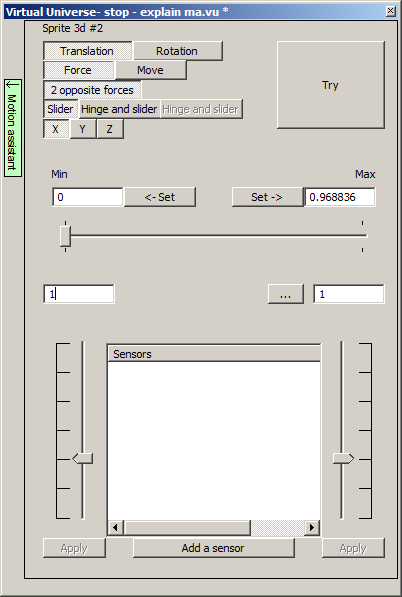 Virtual Universe- stop - explain ma.vu *
Sprite 3d #2
Translation Rotation
Force Move
Try
2 opposite forces
Slider Hinge and slider Hinge and slider
X Y Z
Motion assistant
Min Max
0 <- Set Set -> 0.968836
1 ... 1
Sensors
Apply Add a sensor Apply